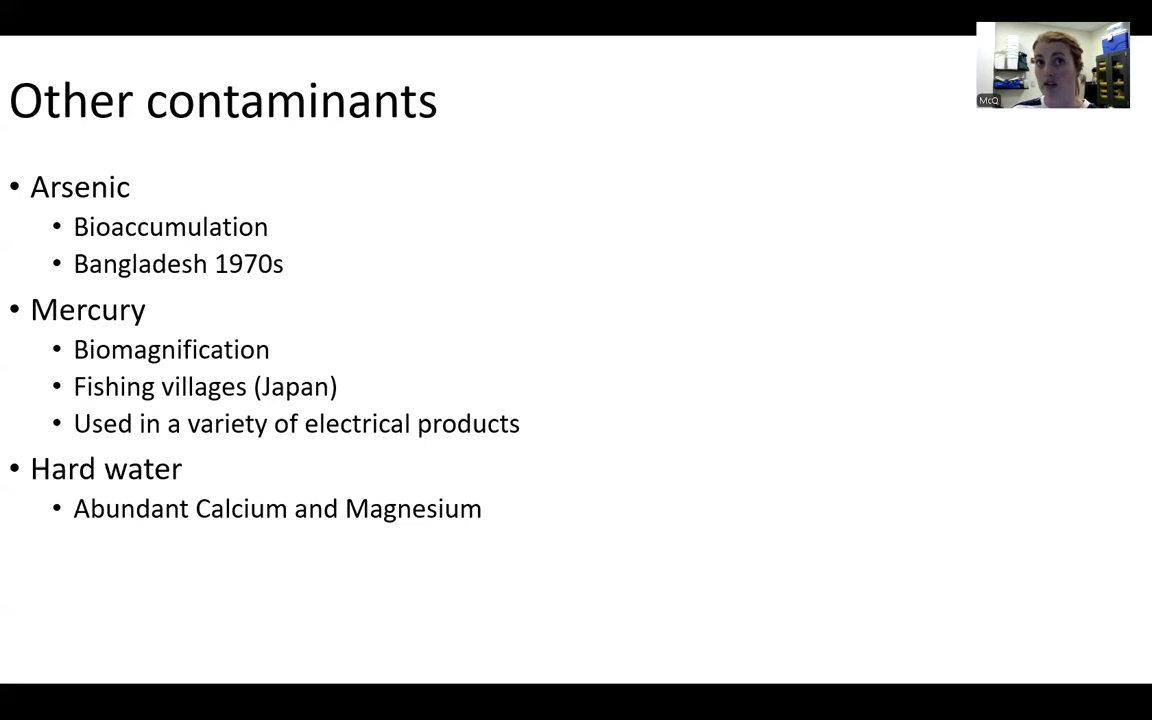 Other contaminants
McQ
• Arsenic
• Bioaccumulation
• Bangladesh 1970s
• Mercury
• Biomagnification
• Fishing villages (Japan)
• Used in a variety of electrical products
• Hard water
• Abundant Calcium and Magnesium